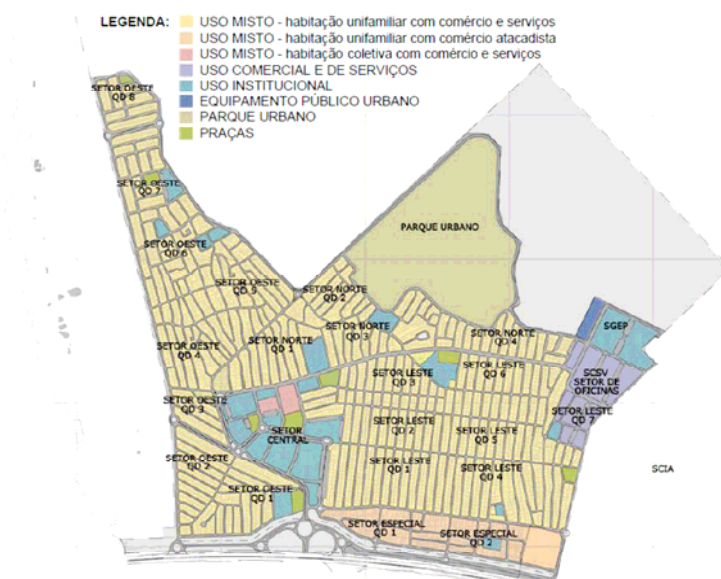 LEGENDA:
USO MISTO - habitação unifamiliar com comércio e serviços
USO MISTO - habitação unifamiliar com comércio atacadista
USO MISTO - habitação coletiva com comércio e serviços
USO COMERCIAL E DE SERVIÇOS
USO INSTITUCIONAL
EQUIPAMENTO PÚBLICO URBANO
PARQUE URBANO
PRAÇAS
SETOR OESTE
QD 8
SETOR OESTE
QD 7
SETOR OESTE
QD 6
PARQUE URBANO
SETOR OESTE
QD 5
SETOR NORTE
QD 2
SETOR NORTE
QD 3
SETOR NORTE
QD 4
SGEP
SETOR OESTE
QD 4
SETOR NORTE
QD 1
SETOR LESTE
QD 3
SETOR LESTE
QD 6
SCSV
SETOR DE
OFICINAS
SETOR OESTE
QD 3
SETOR
CENTRAL
SETOR LESTE
QD 2
SETOR LESTE
QD 5
SETOR LESTE
QD 7
SETOR OESTE
QD 2
SETOR LESTE
QD 1
SETOR LESTE
QD 4
SCIA
SETOR OESTE
QD 1
SETOR ESPECIAL
QD 1
SETOR ESPECIAL
QD 2